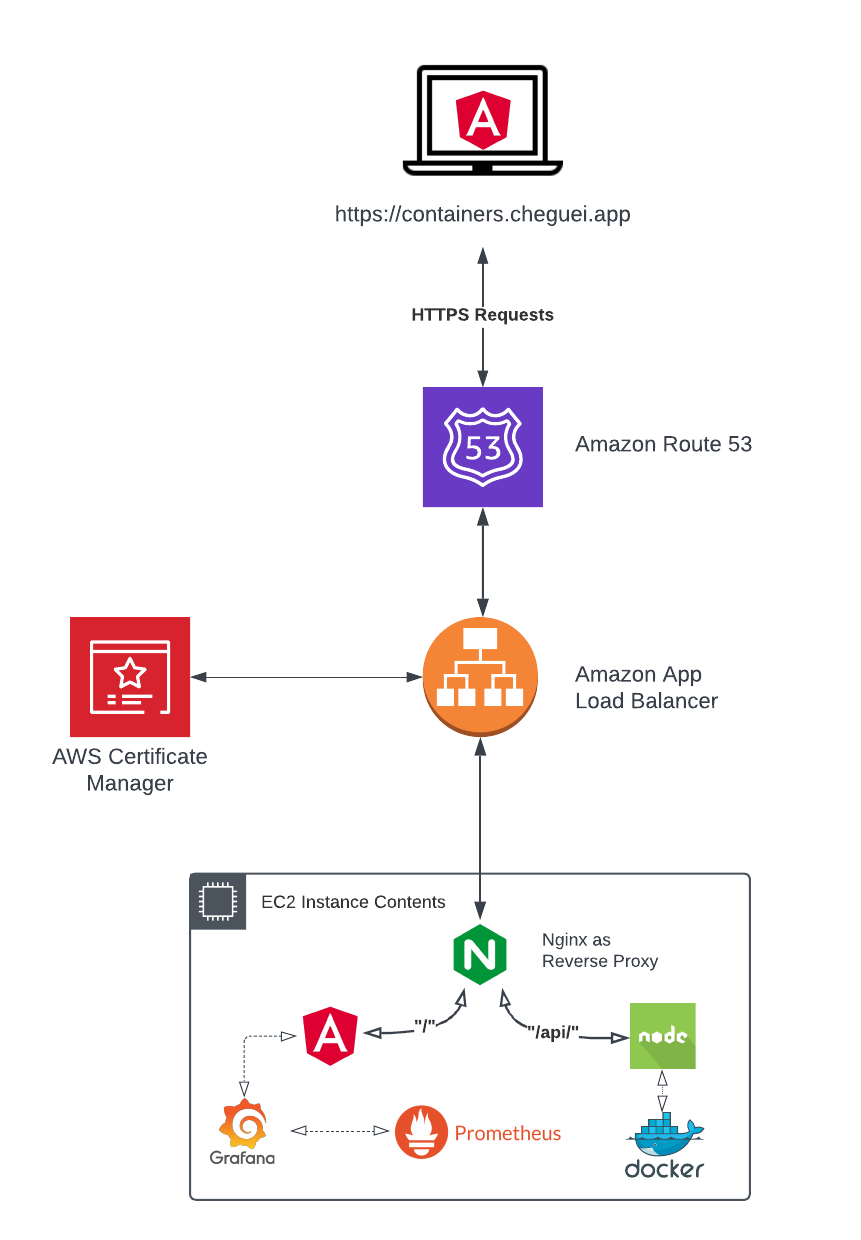 https://containers.cheguei.app
HTTPS Requests
53
Amazon Route 53
Amazon App
Load Balancer
AWS Certificate
Manager
EC2 Instance Contents
N
Nginx as
Reverse Proxy
"/"
"/api/"
node
Grafana
Prometheus
docker